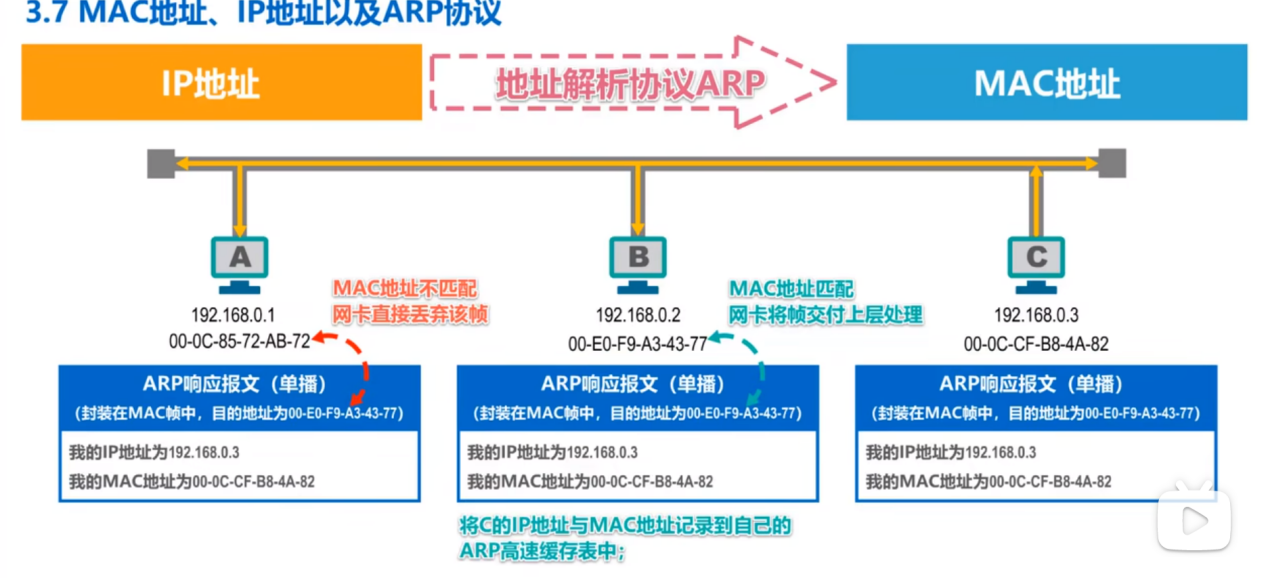 3.7 MAC地址、IP地址以及ARP协议
IP地址
地址解析协议ARP
MAC地址
A
B
C
192.168.0.1
00-0C-85-72-AB-72
MAC地址不匹配
网卡直接丢弃该帧
192.168.0.2
00-E0-F9-A3-43-77
MAC地址匹配
网卡将帧交付上层处理
192.168.0.3
00-0C-CF-B8-4A-82
ARP响应报文（单播）
(封装在MAC帧中，目的地址为00-E0-F9-A3-43-77)
我的IP地址为192.168.0.3
我的MAC地址为00-0C-CF-B8-4A-82
ARP响应报文（单播）
(封装在MAC帧中，目的地址为00-E0-F9-A3-43-77)
我的IP地址为192.168.0.3
我的MAC地址为00-0C-CF-B8-4A-82
ARP响应报文（单播）
(封装在MAC帧中，目的地址为00-E0-F9-A3-43-77)
我的IP地址为192.168.0.3
我的MAC地址为00-0C-CF-B8-4A-82
将C的IP地址与MAC地址记录到自己的
ARP高速缓存表中；